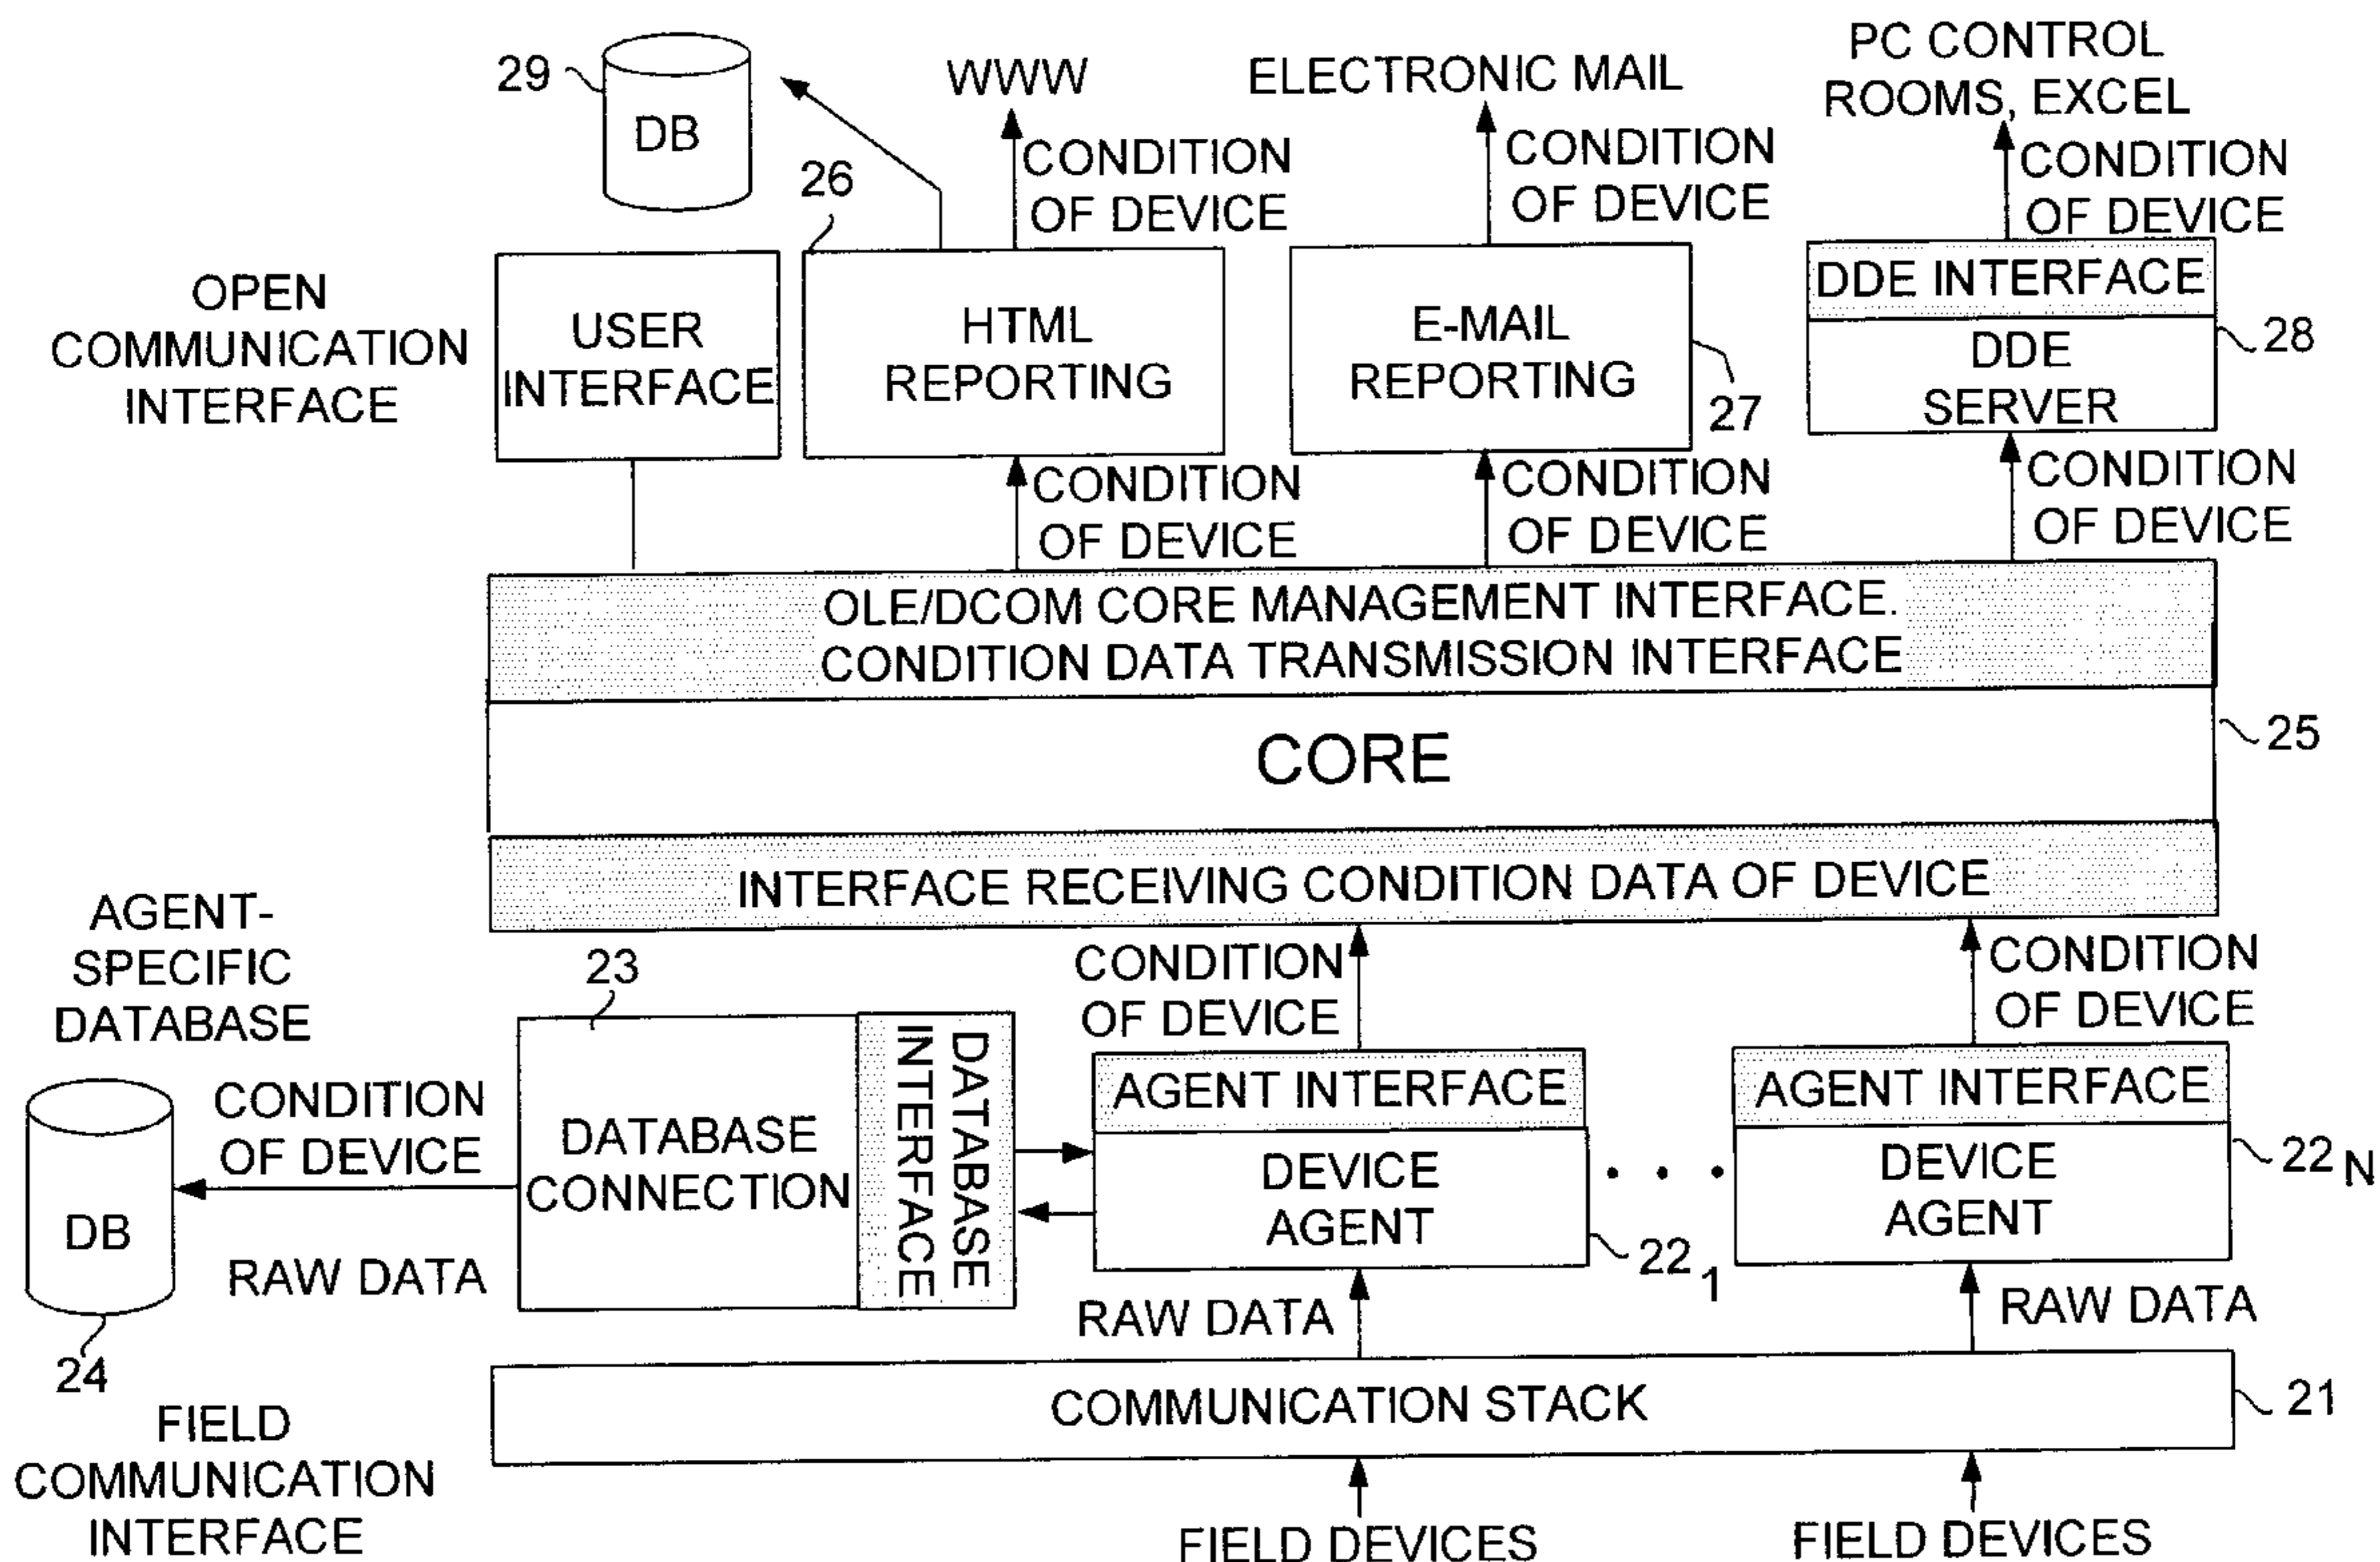 29
DB
WWW
ELECTRONIC MAIL
PC CONTROL
ROOMS, EXCEL
26
CONDITION
OF DEVICE
CONDITION
OF DEVICE
CONDITION
OF DEVICE
OPEN
COMMUNICATION
INTERFACE
USER
INTERFACE
HTML
REPORTING
E-MAIL
REPORTING
27
DDE INTERFACE
DDE
SERVER
28
CONDITION
OF DEVICE
CONDITION
OF DEVICE
CONDITION
OF DEVICE
OLE/DCOM CORE MANAGEMENT INTERFACE.
CONDITION DATA TRANSMISSION INTERFACE
CORE
25
INTERFACE RECEIVING CONDITION DATA OF DEVICE
AGENT-
SPECIFIC
DATABASE
23
CONDITION
OF DEVICE
CONDITION
OF DEVICE
DB
24
CONDITION
OF DEVICE
RAW DATA
DATABASE
CONNECTION
DATABASE
INTERFACE
AGENT INTERFACE
DEVICE
AGENT
22 1
. . .
AGENT INTERFACE
DEVICE
AGENT
22 N
RAW DATA
RAW DATA
COMMUNICATION STACK
21
FIELD
COMMUNICATION
INTERFACE
FIELD DEVICES
FIELD DEVICES